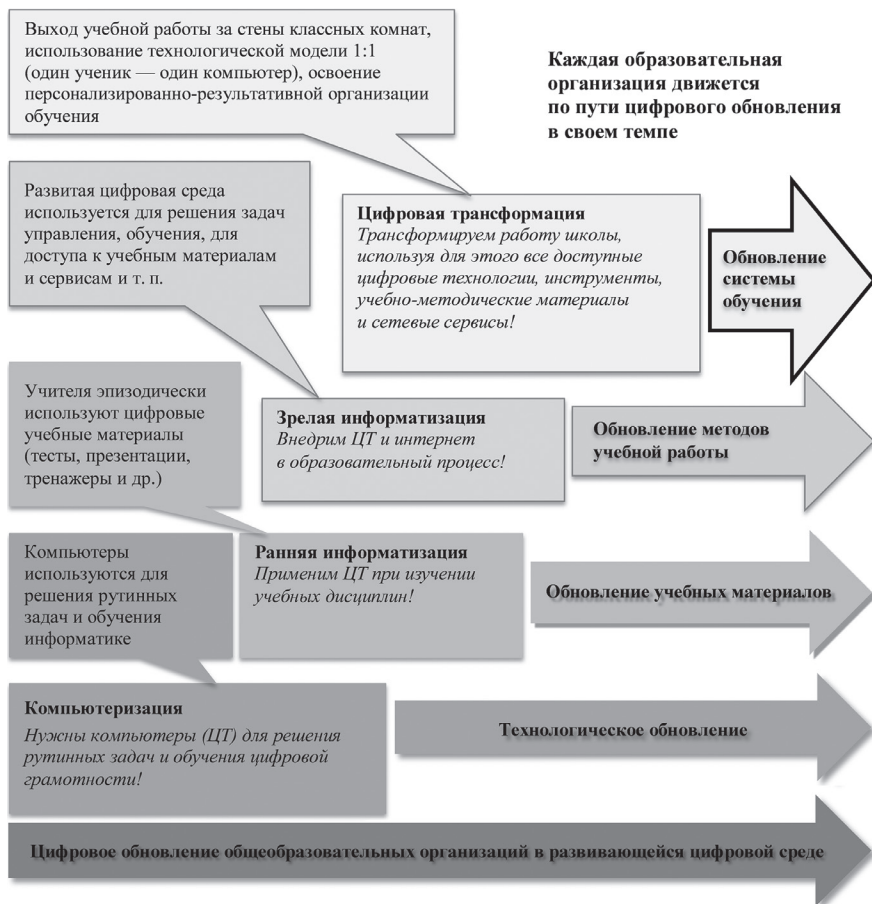 Выход учебной работы за стены классных комнат,
использование технологической модели 1:1
(один ученик — один компьютер), освоение
персонализированно-результативной организации
обучения
Каждая образовательная
организация движется
по пути цифрового обновления
в своем темпе
Развитая цифровая среда
используется для решения задач
управления, обучения, для
доступа к учебным материалам
и сервисам и т. п.
Цифровая трансформация
Трансформируем работу школы,
используя для этого все доступные
цифровые технологии, инструменты,
учебно-методические материалы
и сетевые сервисы!
Обновление
системы
обучения
Учителя эпизодически
используют цифровые
учебные материалы
(тесты, презентации,
тренажеры и др.)
Зрелая информатизация
Внедрим ЦТ и интернет
в образовательный процесс!
Обновление методов
учебной работы
Компьютеры
используются для
решения рутинных
задач и обучения
информатике
Ранняя информатизация
Применим ЦТ при изучении
учебных дисциплин!
Обновление учебных материалов
Компьютеризация
Нужны компьютеры (ЦТ) для решения
рутинных задач и обучения цифровой
грамотности!
Технологическое обновление
Цифровое обновление общеобразовательных организаций в развивающейся цифровой среде